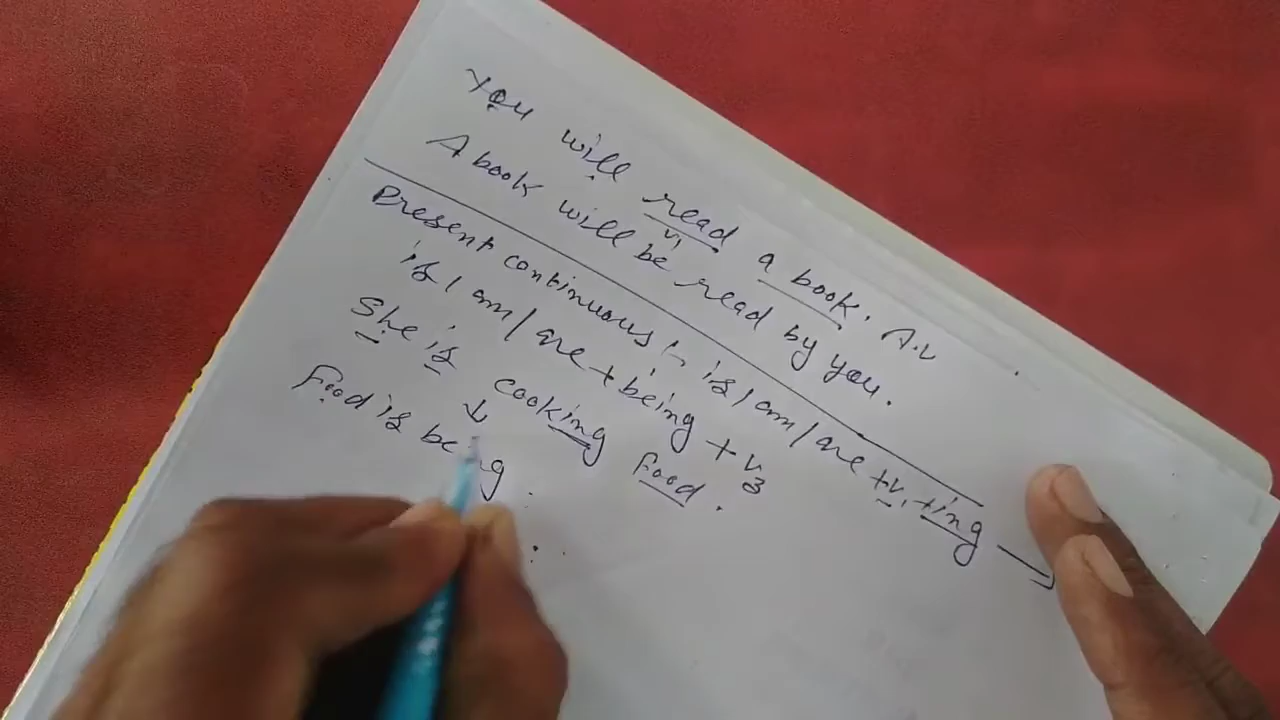 You will read a book. A.V
V1
A book will be read by you.
Present continuous :- is / am / are + V1 + ing →
is / am / are + being + V3
She is cooking food.
↓
Food is being